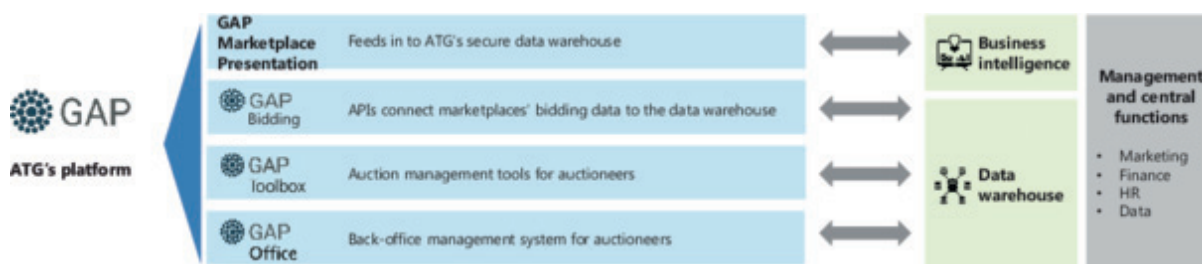 GAP
ATG's platform
GAP
Marketplace
Presentation
Feeds in to ATG's secure data warehouse
GAP
Bidding
APIs connect marketplaces' bidding data to the data warehouse
GAP
Toolbox
Auction management tools for auctioneers
GAP
Office
Back-office management system for auctioneers
Business
intelligence
Data
warehouse
Management
and central
functions
• Marketing
• Finance
• HR
• Data